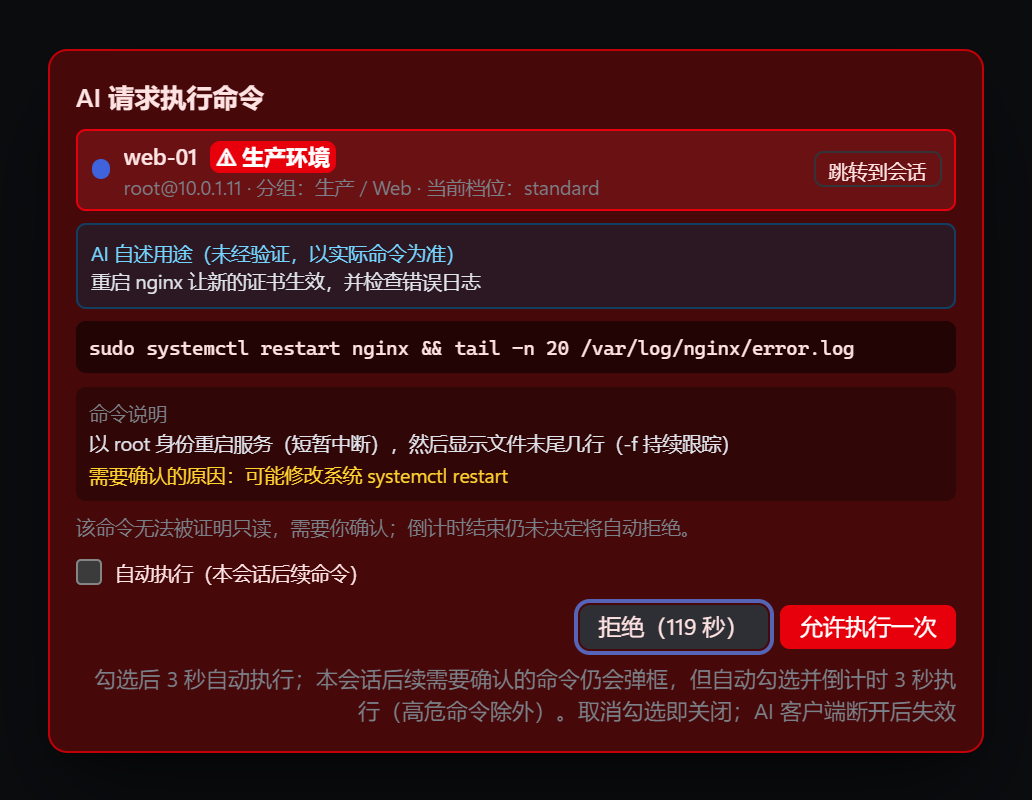 AI 请求执行命令
web-01 ⚠ 生产环境
root@10.0.1.11 · 分组：生产 / Web · 当前档位：standard
跳转到会话
AI 自述用途（未经验证，以实际命令为准）
重启 nginx 让新的证书生效，并检查错误日志
sudo systemctl restart nginx && tail -n 20 /var/log/nginx/error.log
命令说明
以 root 身份重启服务（短暂中断），然后显示文件末尾几行（-f 持续跟踪）
需要确认的原因：可能修改系统 systemctl restart
该命令无法被证明只读，需要你确认；倒计时结束仍未决定将自动拒绝。
自动执行（本会话后续命令）
拒绝（119 秒） 允许执行一次
勾选后 3 秒自动执行；本会话后续需要确认的命令仍会弹框，但自动勾选并倒计时 3 秒执
行（高危命令除外）。取消勾选即关闭；AI 客户端断开后失效